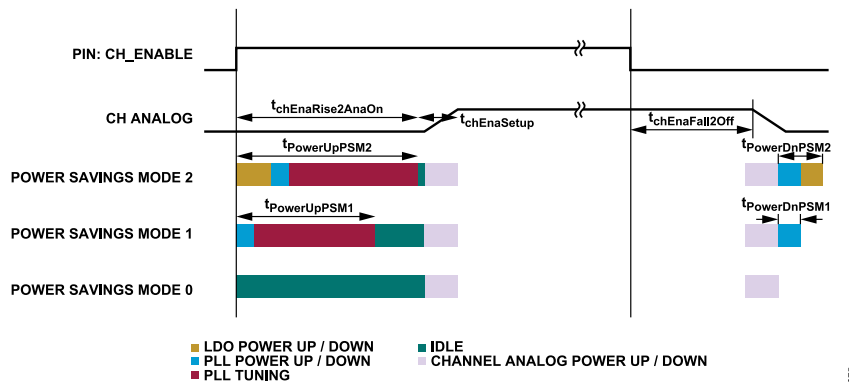 PIN: CH_ENABLE
CH ANALOG
tchEnaRise2AnaOn
tchEnaSetup
tchEnaFall2Off
POWER SAVINGS MODE 2
tPowerUpPSM2
tPowerDnPSM2
POWER SAVINGS MODE 1
tPowerUpPSM1
tPowerDnPSM1
POWER SAVINGS MODE 0
LDO POWER UP / DOWN
PLL POWER UP / DOWN
PLL TUNING
IDLE
CHANNEL ANALOG POWER UP / DOWN